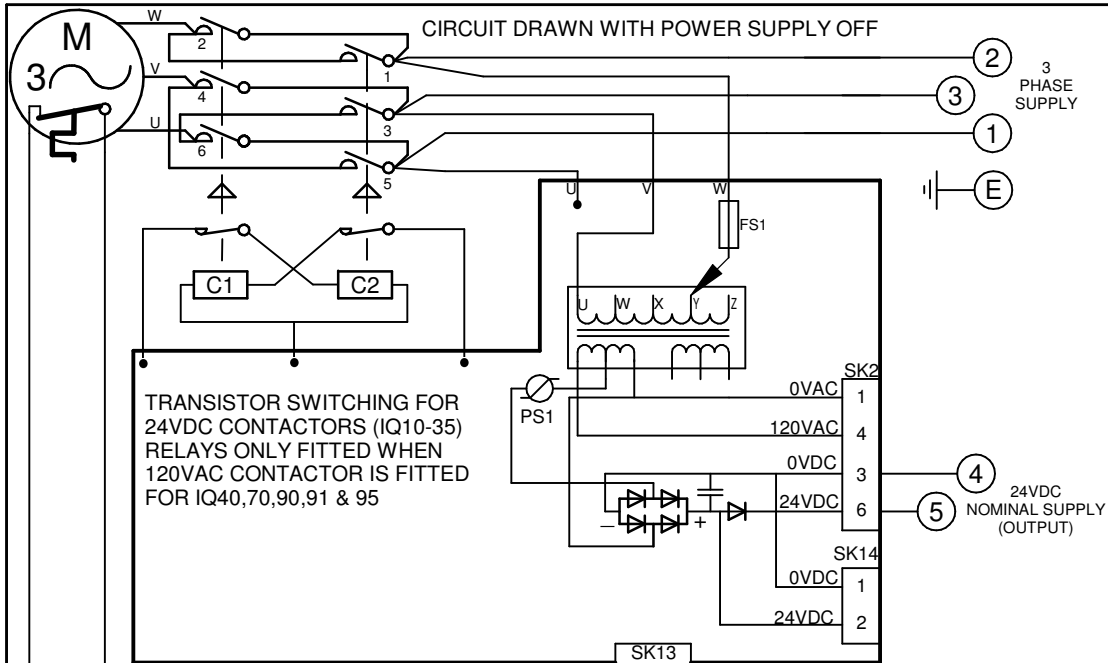 CIRCUIT DRAWN WITH POWER SUPPLY OFF
W
M
3
2
1
2
3
PHASE
SUPPLY
V
4
3
3
U
6
5
1
E
U V W
FS1
C1 C2
U W X Y Z
SK2
0VAC 1
PS1
120VAC 4
0VDC 3
4
24VDC 6
5
24VDC
NOMINAL SUPPLY
(OUTPUT)
– +
TRANSISTOR SWITCHING FOR
24VDC CONTACTORS (IQ10-35)
RELAYS ONLY FITTED WHEN
120VAC CONTACTOR IS FITTED
FOR IQ40,70,90,91 & 95
SK14
0VDC 1
24VDC 2
SK13